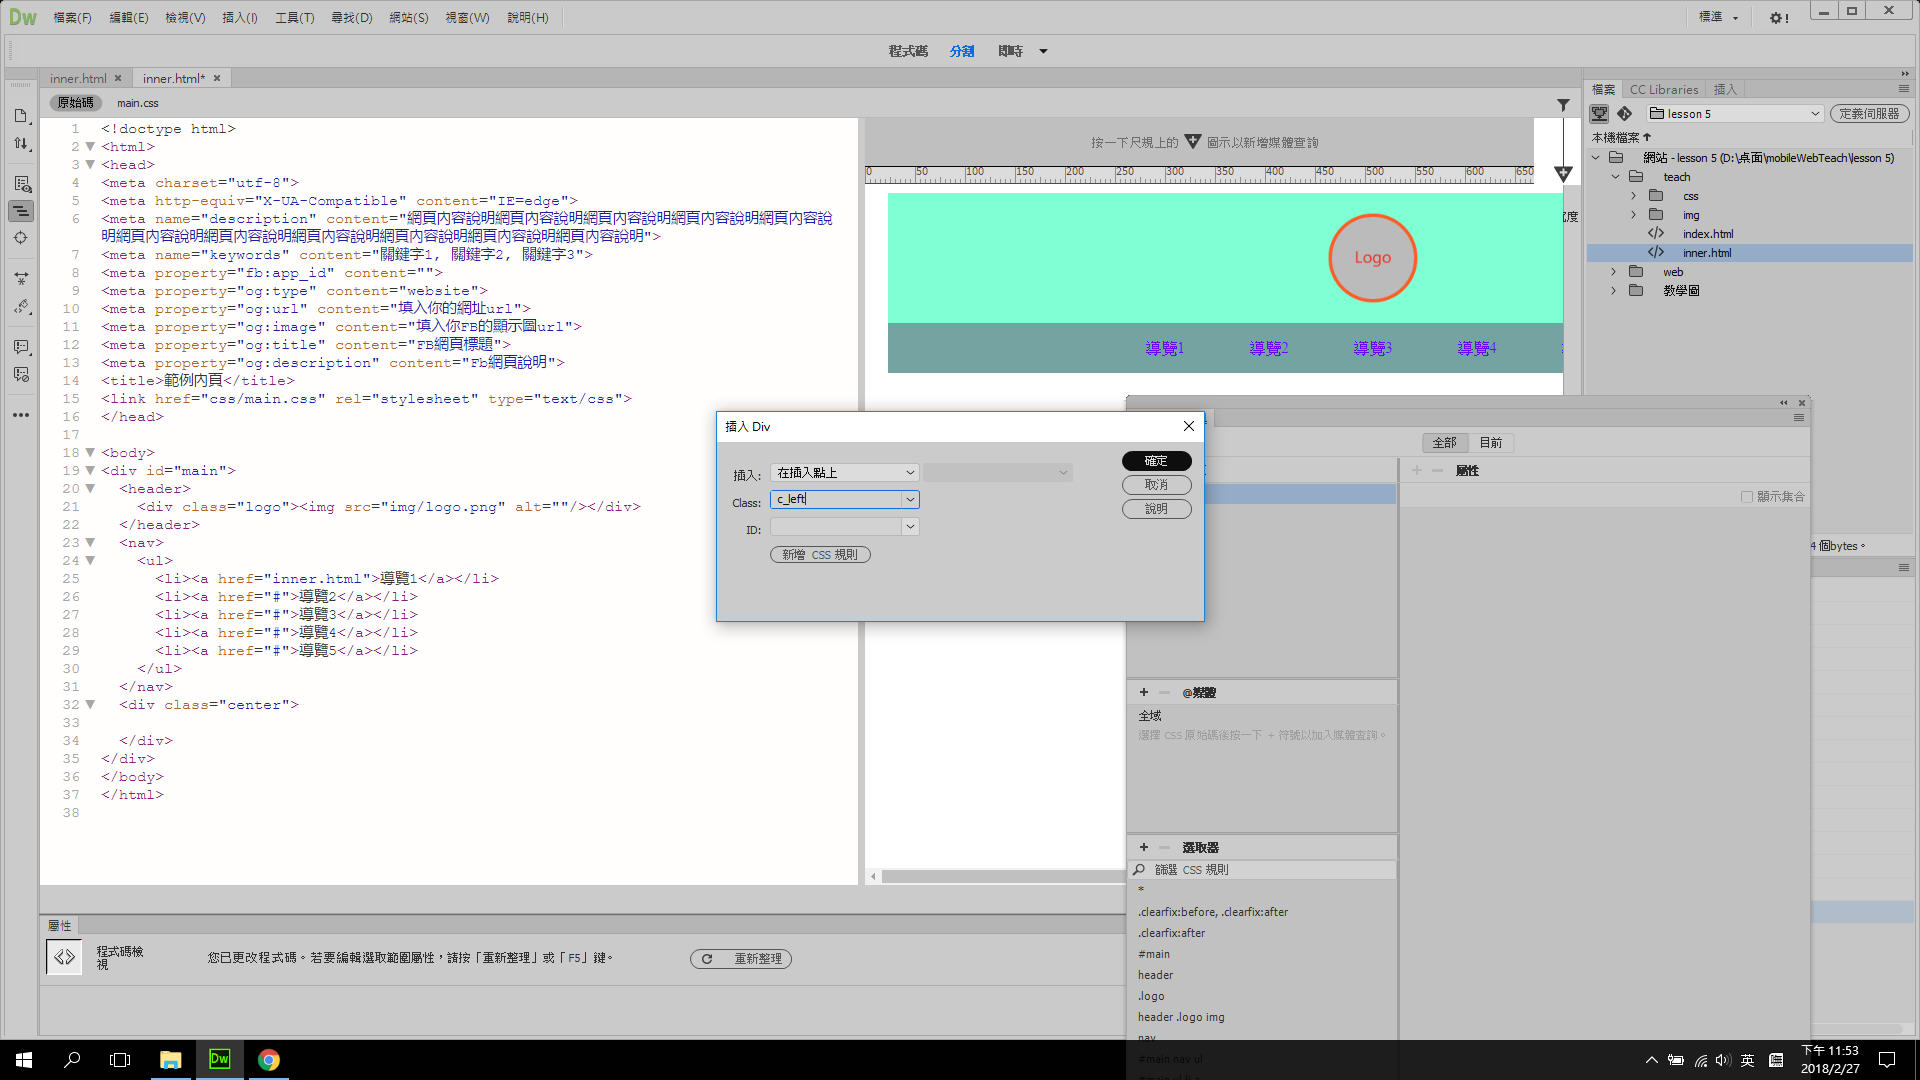 Dw 檔案(F) 編輯(E) 檢視(V) 插入(I) 工具(T) 尋找(D) 網站(S) 視窗(W) 說明(H) 標準
程式碼 分割 即時
inner.html inner.html*
原始碼 main.css
1 <!doctype html>
2 <html>
3 <head>
4 <meta charset="utf-8">
5 <meta http-equiv="X-UA-Compatible" content="IE=edge">
6 <meta name="description" content="網頁內容說明網頁內容說明網頁內容說明網頁內容說明網頁內容說
明網頁內容說明網頁內容說明網頁內容說明網頁內容說明網頁內容說明網頁內容說明">
7 <meta name="keywords" content="關鍵字1, 關鍵字2, 關鍵字3">
8 <meta property="fb:app_id" content="">
9 <meta property="og:type" content="website">
10 <meta property="og:url" content="填入你的網址url">
11 <meta property="og:image" content="填入你FB的顯示圖url">
12 <meta property="og:title" content="FB網頁標題">
13 <meta property="og:description" content="Fb網頁說明">
14 <title>範例內頁</title>
15 <link href="css/main.css" rel="stylesheet" type="text/css">
16 </head>
17
18 <body>
19 <div id="main">
20 <header>
21 <div class="logo"><img src="img/logo.png" alt=""/></div>
22 </header>
23 <nav>
24 <ul>
25 <li><a href="inner.html">導覽1</a></li>
26 <li><a href="#">導覽2</a></li>
27 <li><a href="#">導覽3</a></li>
28 <li><a href="#">導覽4</a></li>
29 <li><a href="#">導覽5</a></li>
30 </ul>
31 </nav>
32 <div class="center">
33
34 </div>
35 </div>
36 </body>
37 </html>
38
按一下尺規上的 圖示以新增媒體查詢
0 50 100 150 200 250 300 350 400 450 500 550 600 650
Logo
導覽1 導覽2 導覽3 導覽4
度
插入 Div
插入: 在插入點上
Class: c_left
ID:
新增 CSS 規則
確定
取消
說明
檔案 CC Libraries 插入
lesson 5 定義伺服器
本機檔案
網站 - lesson 5 (D:\桌面\mobileWebTeach\lesson 5)
teach
css
img
index.html
inner.html
web
教學圖
4 個bytes。
全部 目前
屬性
顯示集合
@媒體
全域
選擇 CSS 原始碼後按一下 + 符號以加入媒體查詢。
選取器
篩選 CSS 規則
*
.clearfix:before, .clearfix:after
.clearfix:after
#main
header
.logo
header .logo img
nav
#main nav ul
屬性
程式碼檢
視
您已更改程式碼。若要編輯選取範圍屬性，請按「重新整理」或「F5」鍵。
重新整理
Dw
英
下午 11:53
2018/2/27